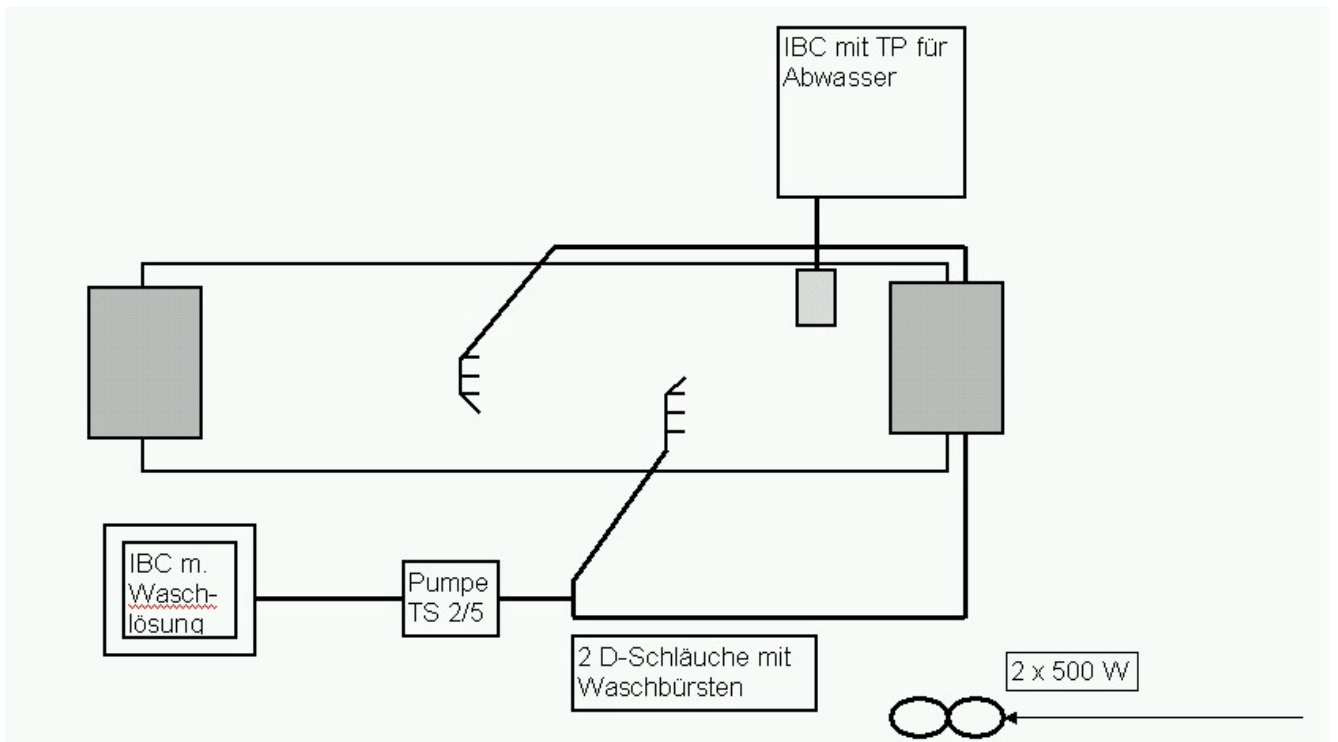 IBC mit TP für
Abwasser
IBC m.
Wasch-
lösung
Pumpe
TS 2/5
2 D-Schläuche mit
Waschbürsten
2 x 500 W